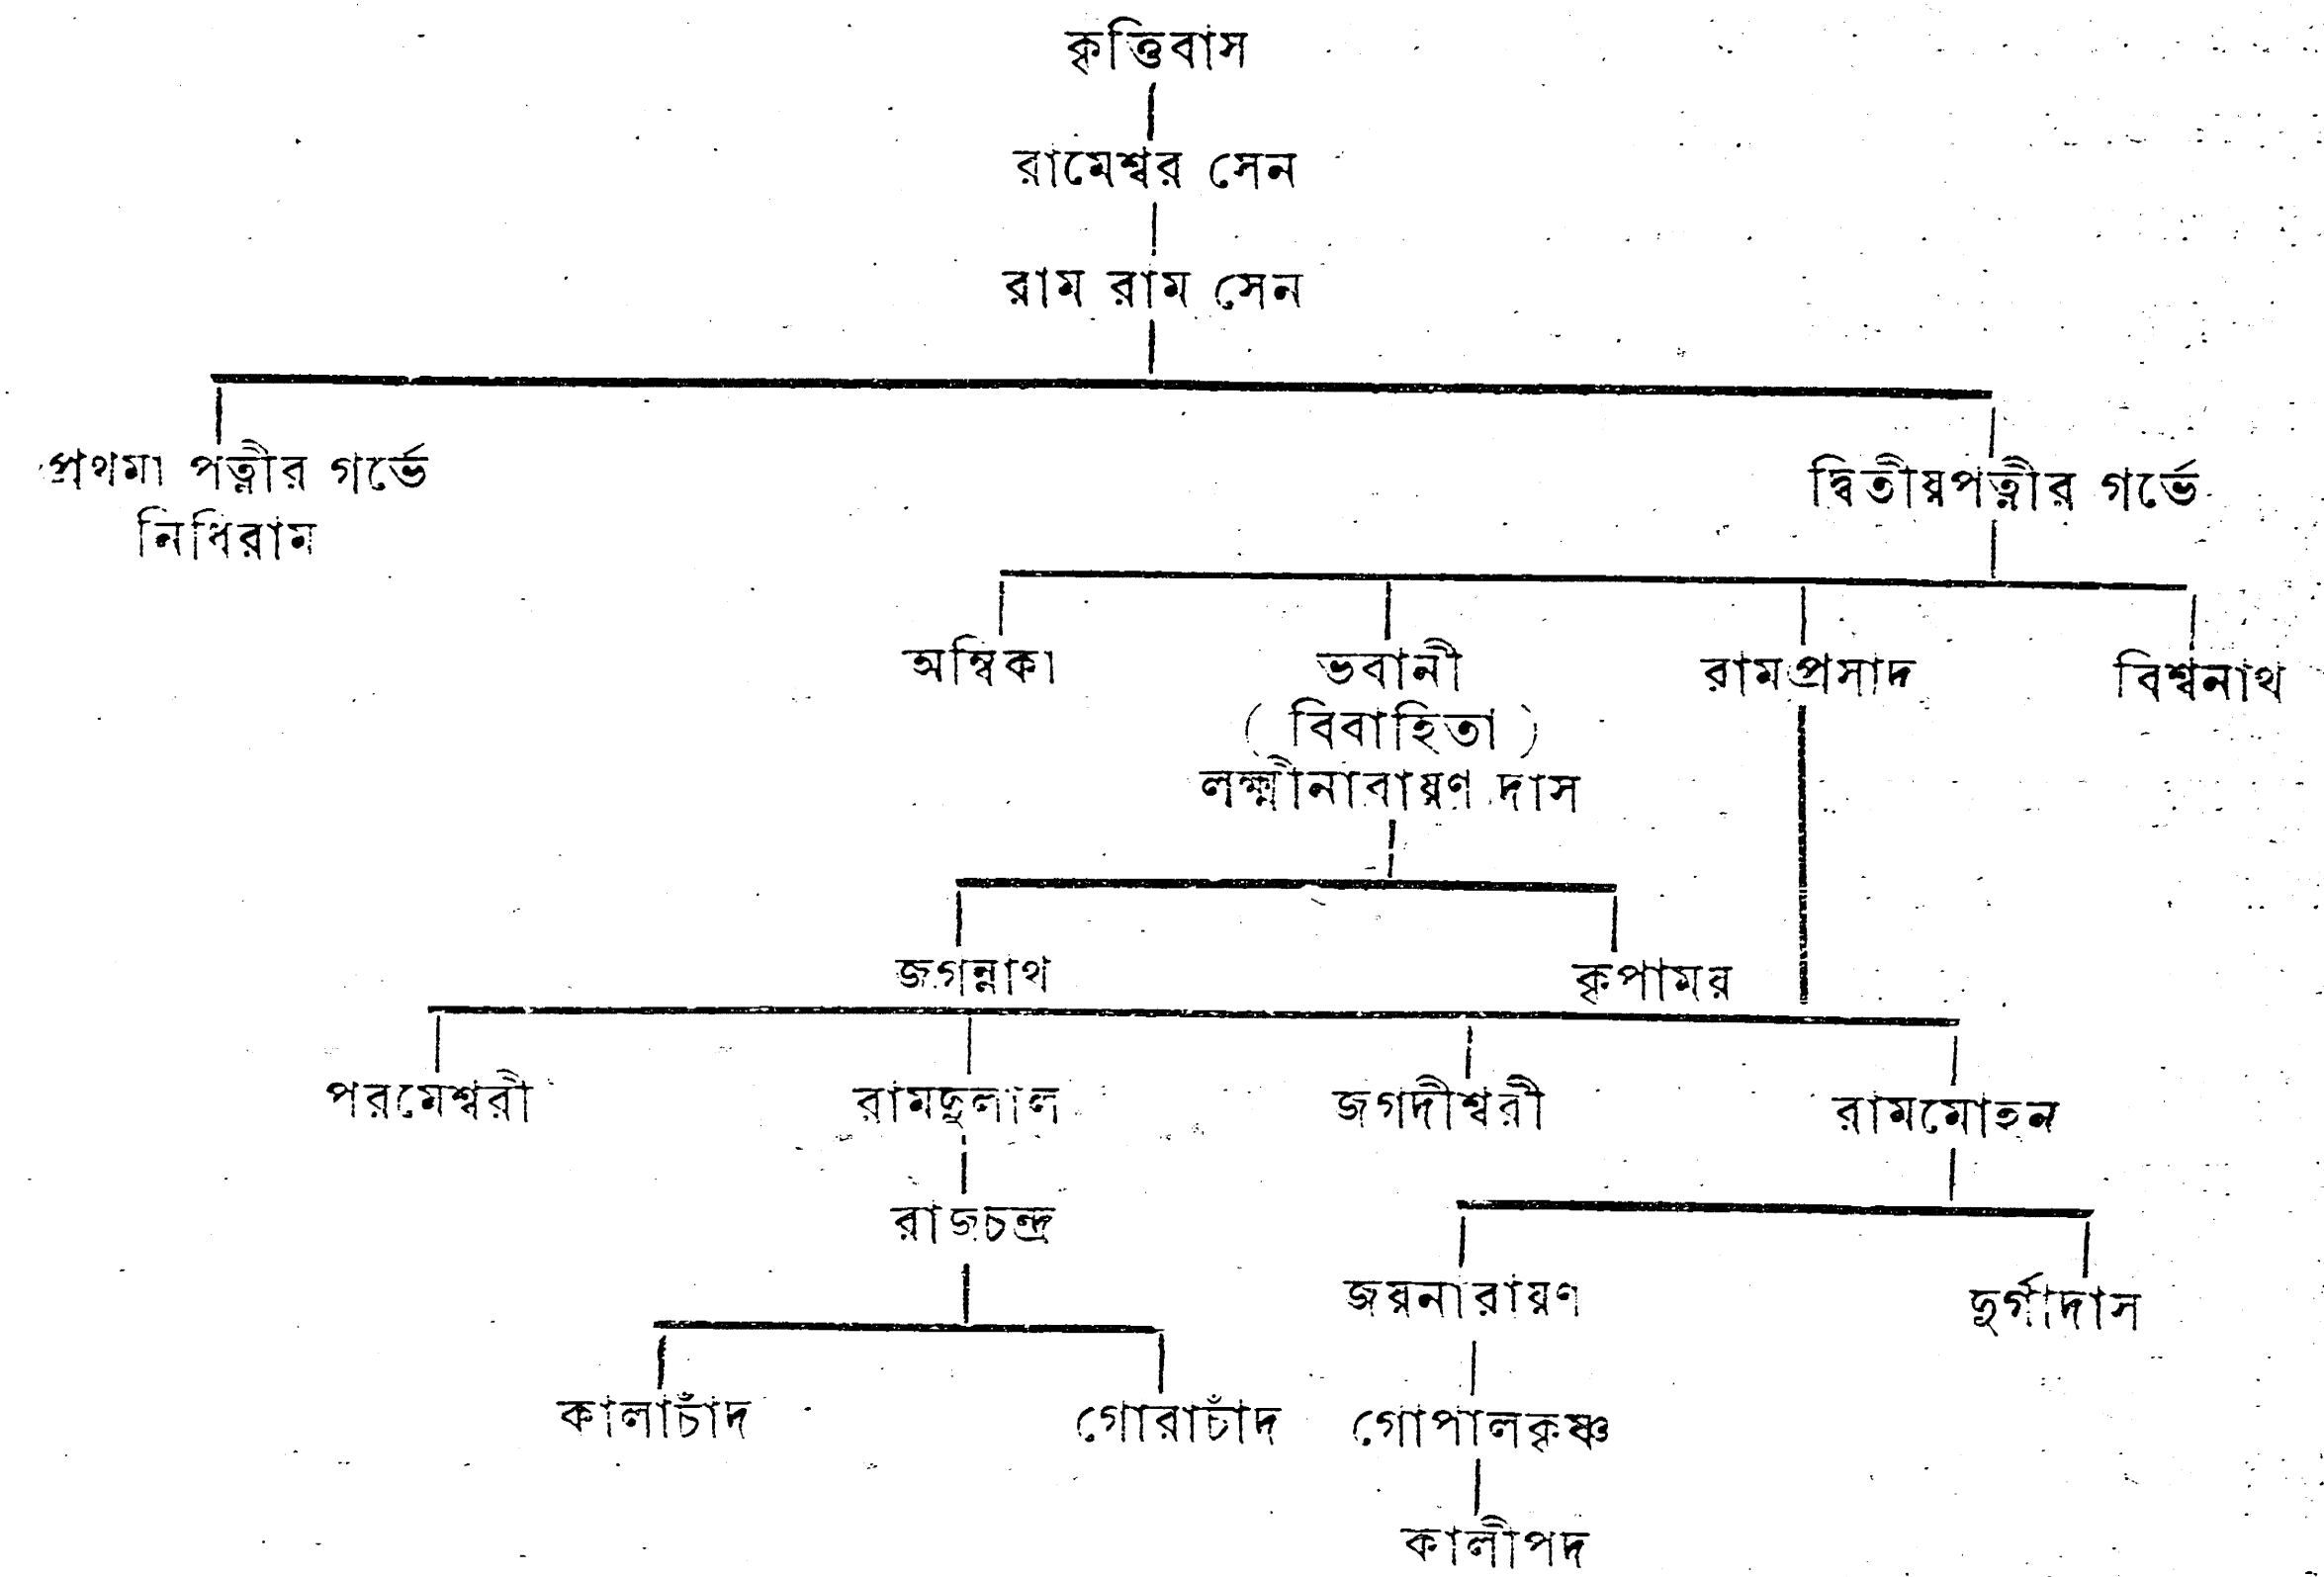 কৃত্তিবাস
রামেশ্বর সেন
রাম রাম সেন
প্রথমা পত্নীর গর্ভে
নিধিরাম
দ্বিতীয়পত্নীর গর্ভে
অম্বিকা
ভবানী
( বিবাহিতা )
লক্ষ্মীনারায়ণ দাস
রামপ্রসাদ
বিশ্বনাথ
জগন্নাথ
কৃপাময়
পরমেশ্বরী
রামদুলাল
জগদীশ্বরী
রামমোহন
রাজচন্দ্র
জয়নারায়ণ
দুর্গাদাস
কালাচাঁদ
গোরাচাঁদ
গোপালকৃষ্ণ
কালীপদ